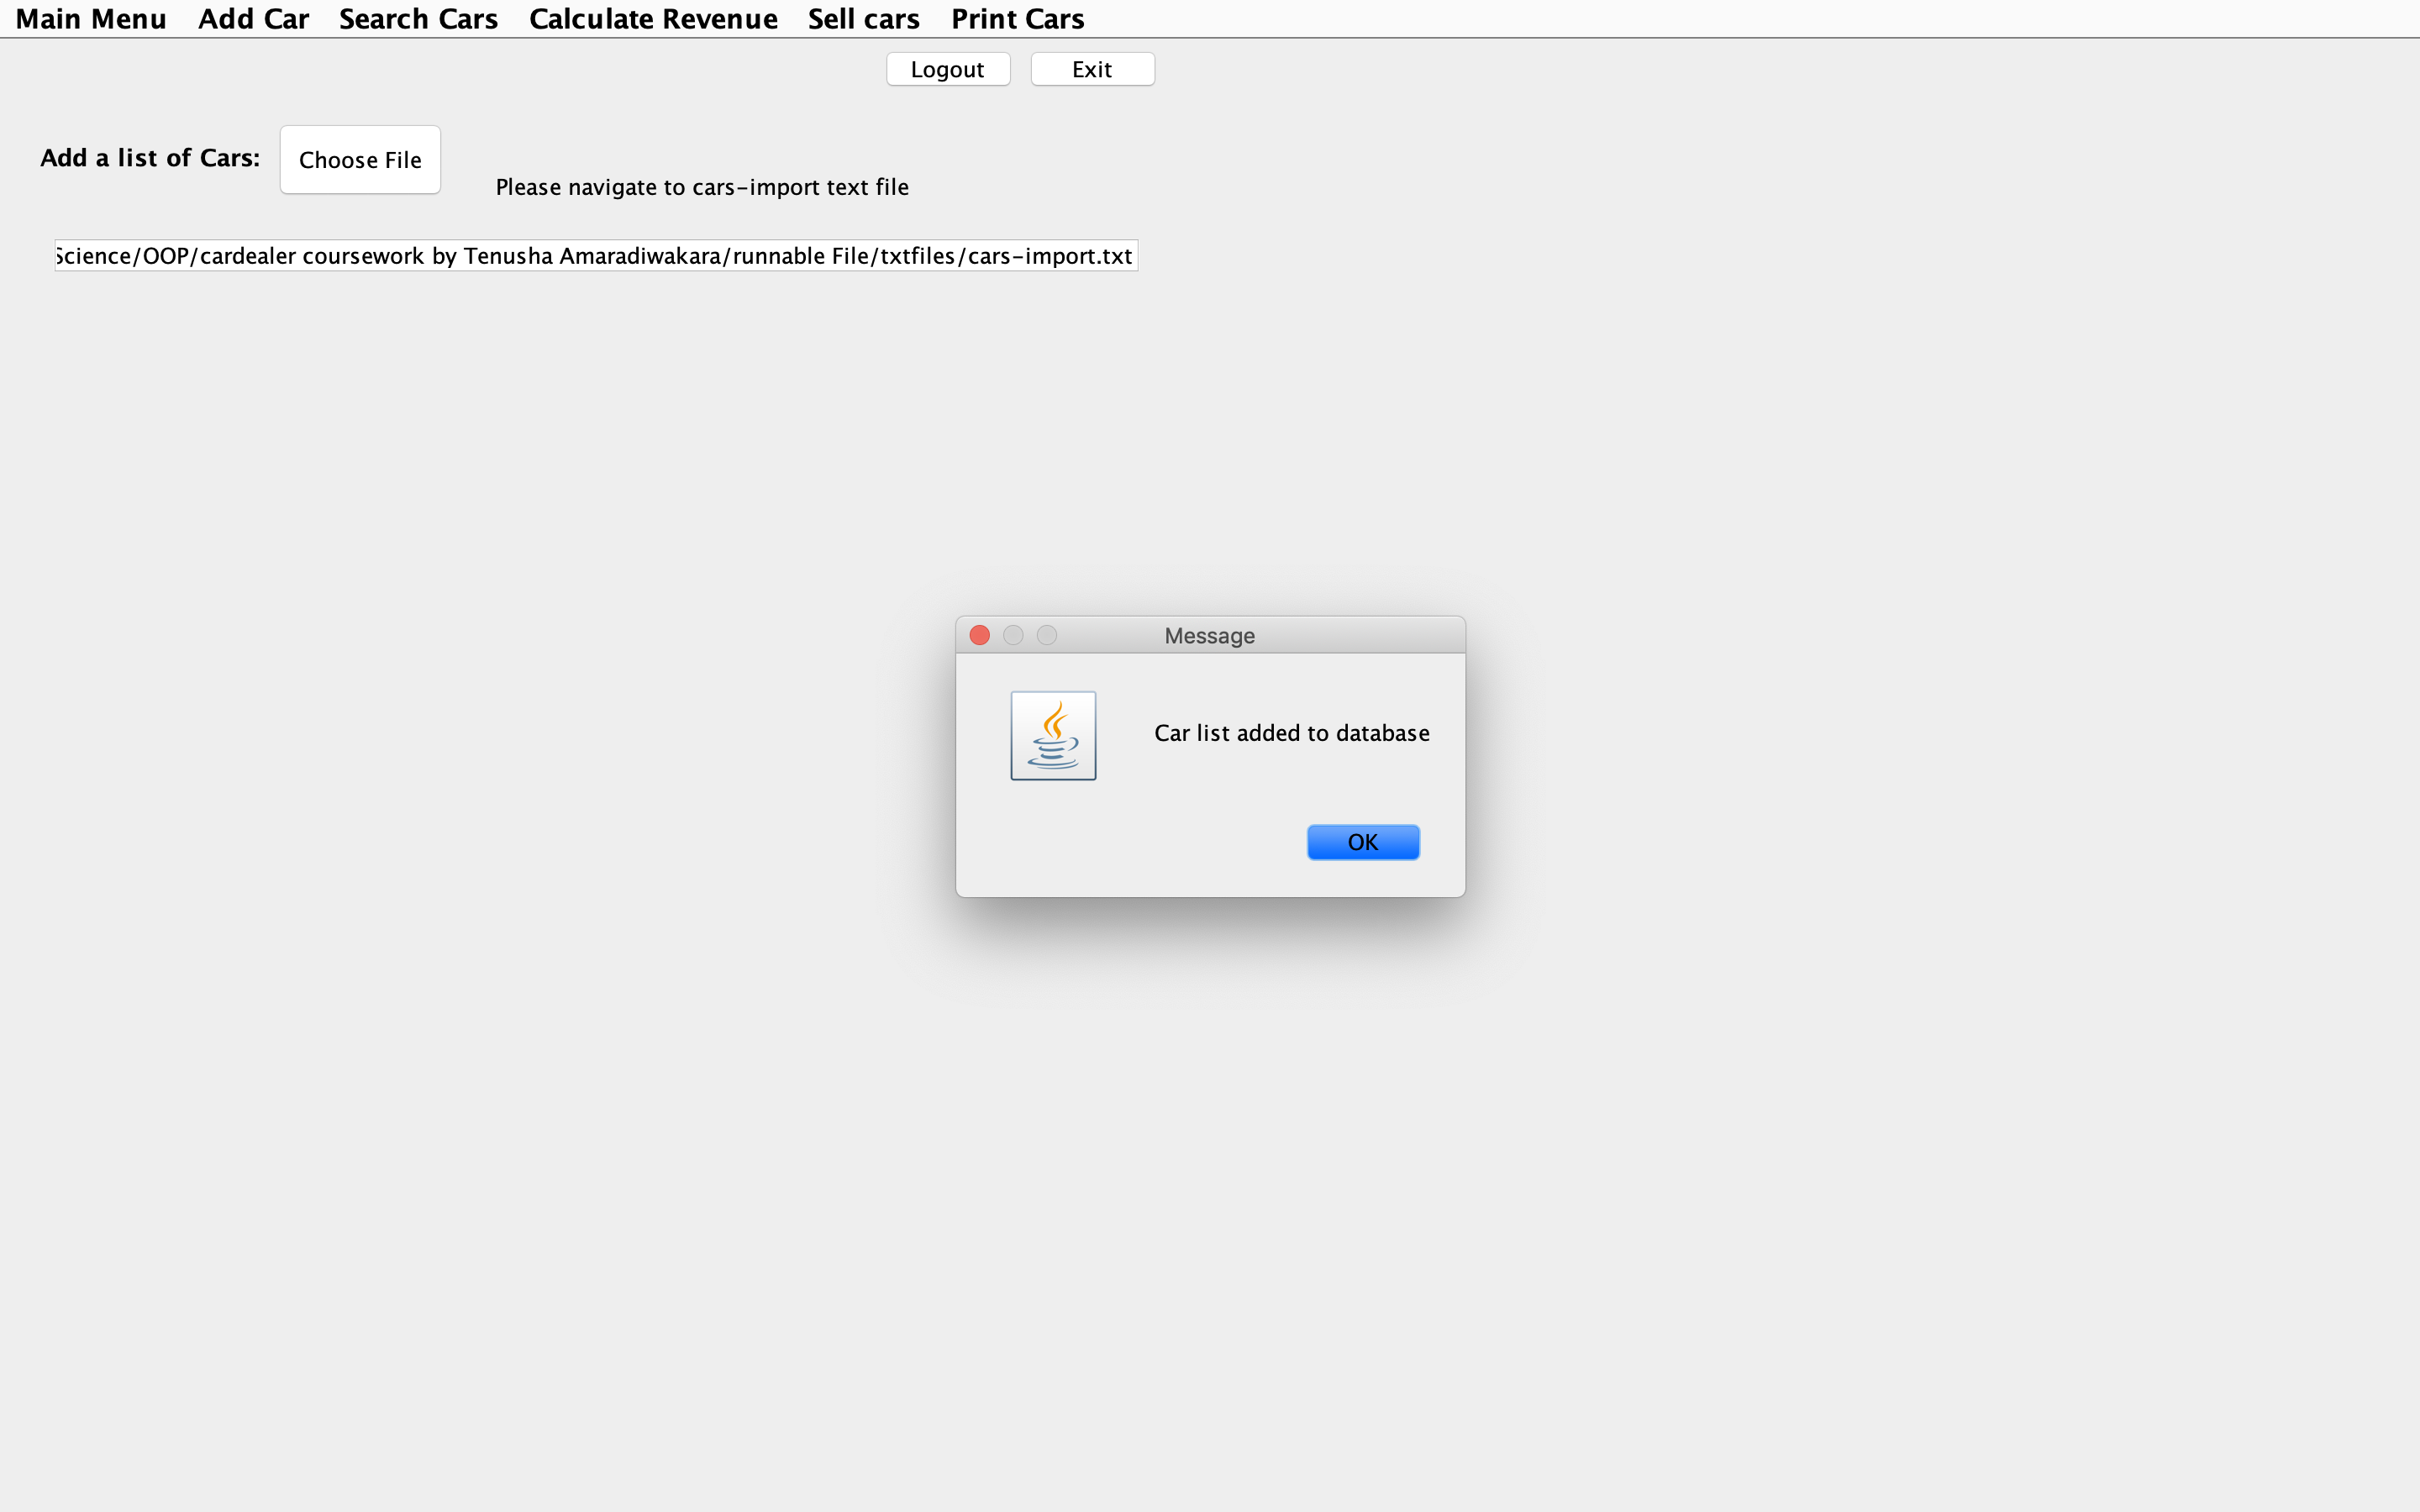 Main Menu Add Car Search Cars Calculate Revenue Sell cars Print Cars
Logout Exit
Add a list of Cars: Choose File
Please navigate to cars-import text file
Science/OOP/cardealer coursework by Tenusha Amaradiwakara/runnable File/txtfiles/cars-import.txt
Message
Car list added to database
OK